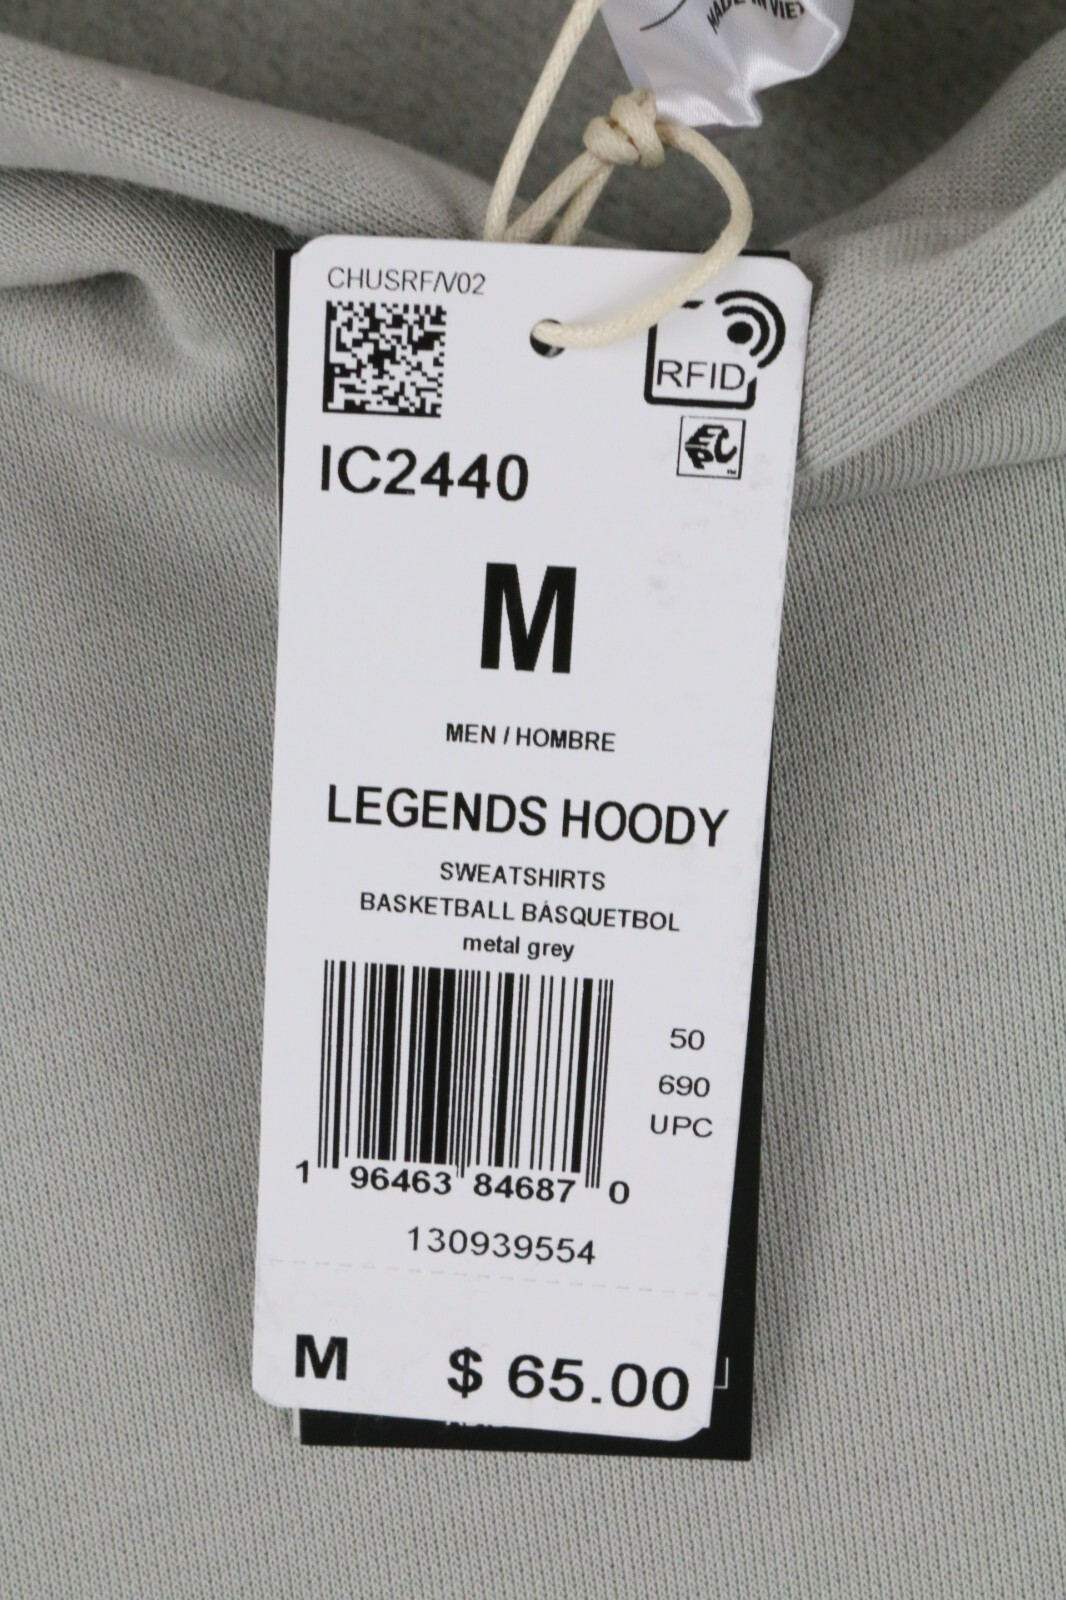 MADE IN VIET
CHUSRF/V02
RFID
EPC
IC2440
M
MEN / HOMBRE
LEGENDS HOODY
SWEATSHIRTS
BASKETBALL BÁSQUETBOL
metal grey
50
690
UPC
1 96463 84687 0
130939554
M $ 65.00